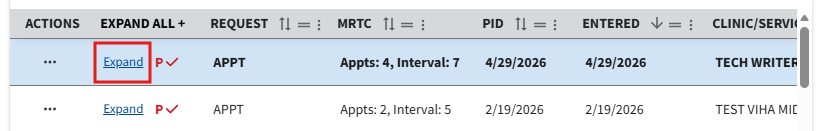 ACTIONS EXPAND ALL + REQUEST MRTC PID ENTERED CLINIC/SERVIC
... Expand P APPT Appts: 4, Interval: 7 4/29/2026 4/29/2026 TECH WRITER
... Expand P APPT Appts: 2, Interval: 5 2/19/2026 2/19/2026 TEST VIHA MID